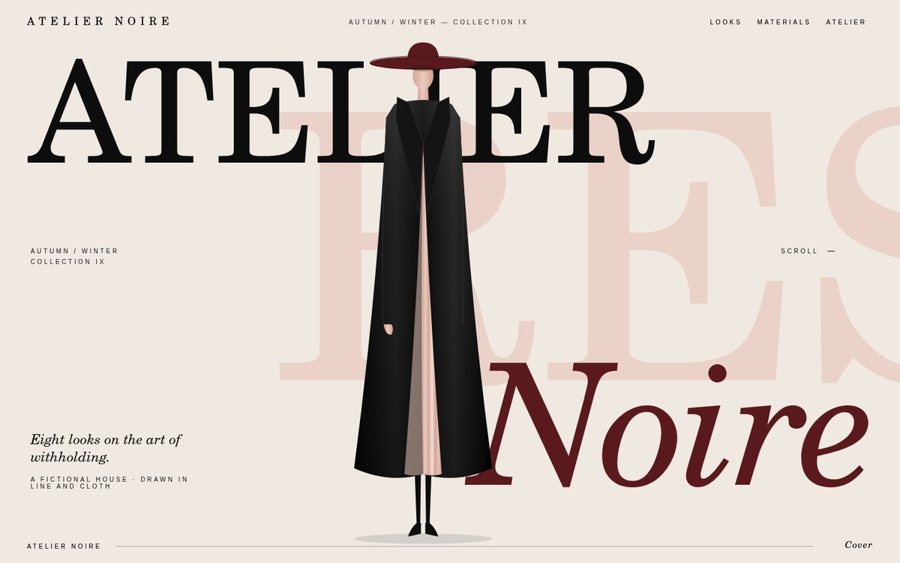 ATELIER NOIRE
AUTUMN / WINTER — COLLECTION IX
LOOKS MATERIALS ATELIER
ATELIER
RES
AUTUMN / WINTER
COLLECTION IX
SCROLL —
Noire
Eight looks on the art of
withholding.
A FICTIONAL HOUSE · DRAWN IN
LINE AND CLOTH
ATELIER NOIRE
Cover